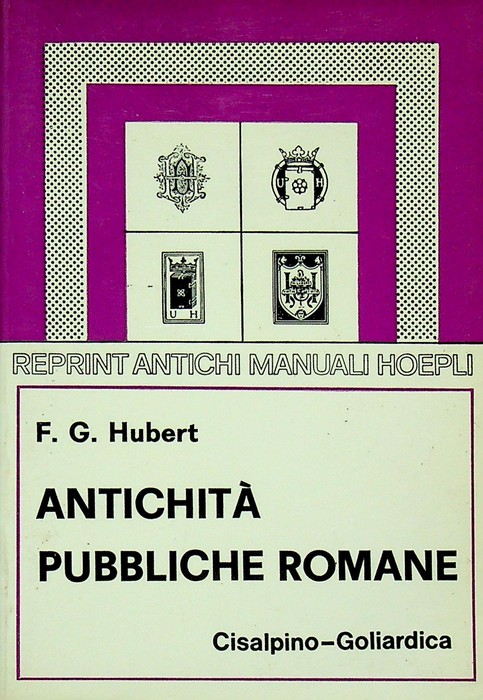 U H
U H
REPRINT ANTICHI MANUALI HOEPLI
F. G. Hubert
ANTICHITÀ
PUBBLICHE ROMANE
Cisalpino-Goliardica